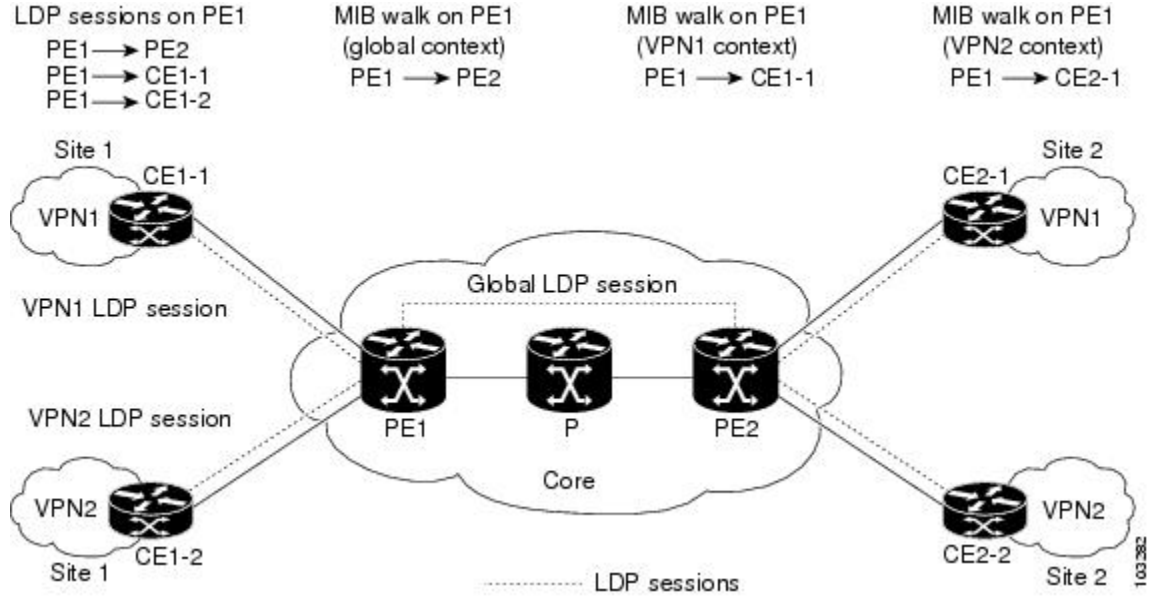 LDP sessions on PE1
PE1 → PE2
PE1 → CE1-1
PE1 → CE1-2
MIB walk on PE1
(global context)
PE1 → PE2
MIB walk on PE1
(VPN1 context)
PE1 → CE1-1
MIB walk on PE1
(VPN2 context)
PE1 → CE2-1
Site 1
CE1-1
VPN1
CE2-1
Site 2
VPN1
Global LDP session
VPN1 LDP session
PE1
P
PE2
VPN2 LDP session
Core
VPN2
CE1-2
Site 1
VPN2
CE2-2
Site 2
LDP sessions
103382